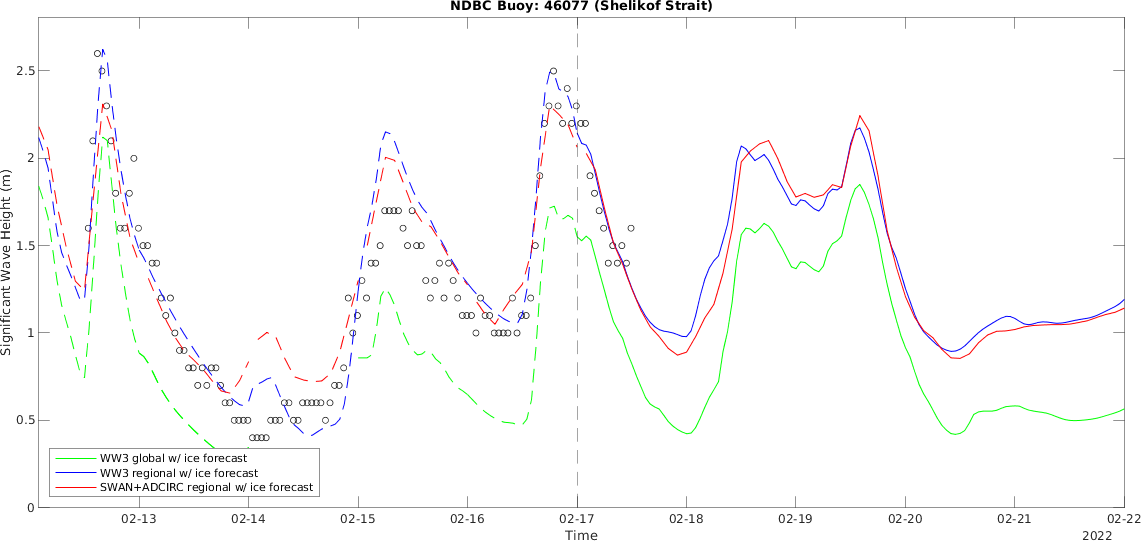 NDBC Buoy: 46077 (Shelikof Strait)
Significant Wave Height (m)
2.5
2
1.5
1
0.5
0
WW3 global w/ ice forecast
WW3 regional w/ ice forecast
SWAN+ADCIRC regional w/ ice forecast
02-13 02-14 02-15 02-16 02-17 02-18 02-19 02-20 02-21 02-22
Time
2022